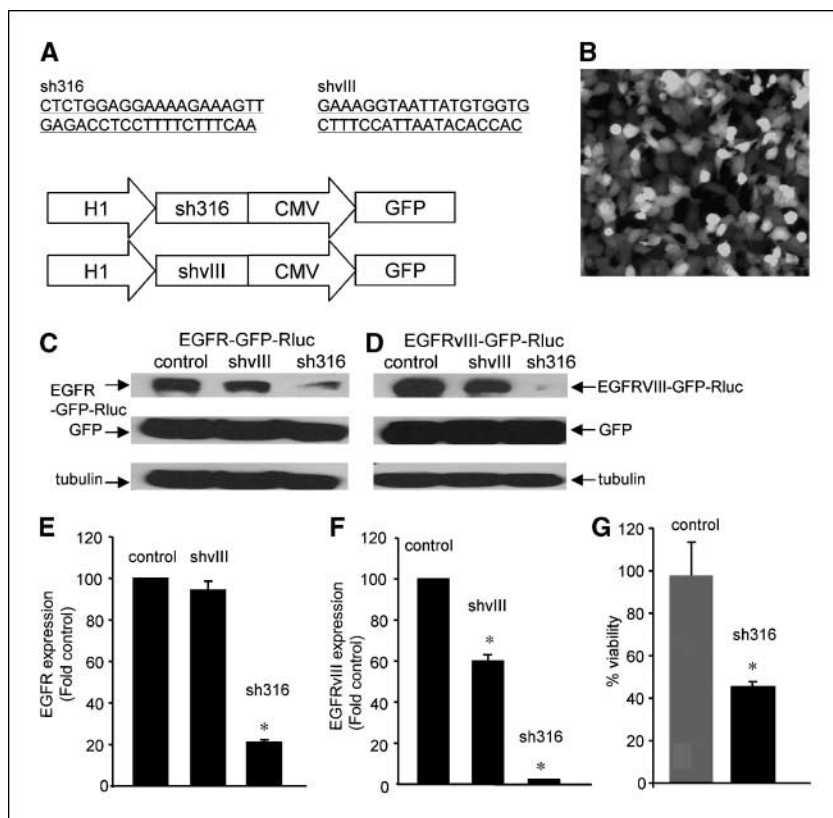 A
sh316
CTCTGGAGGAAAAGAAAGTT
GAGACCTCCTTTTCTTTCAA
shvIII
GAAAGGTAATTATGTGGTG
CTTTCCATTAATACACCAC
H1 sh316 CMV GFP
H1 shvIII CMV GFP
B
C
EGFR-GFP-Rluc
control shvIII sh316
EGFR
-GFP-Rluc
GFP
tubulin
D
EGFRvIII-GFP-Rluc
control shvIII sh316
EGFRVIII-GFP-Rluc
GFP
tubulin
E
EGFR expression
(Fold control)
120
100
80
60
40
20
0
control shvIII
sh316
*
F
EGFRvIII expression
(Fold control)
120
100
80
60
40
20
0
control
shvIII
*
sh316
*
G
% viability
120
100
80
60
40
20
0
control
sh316
*